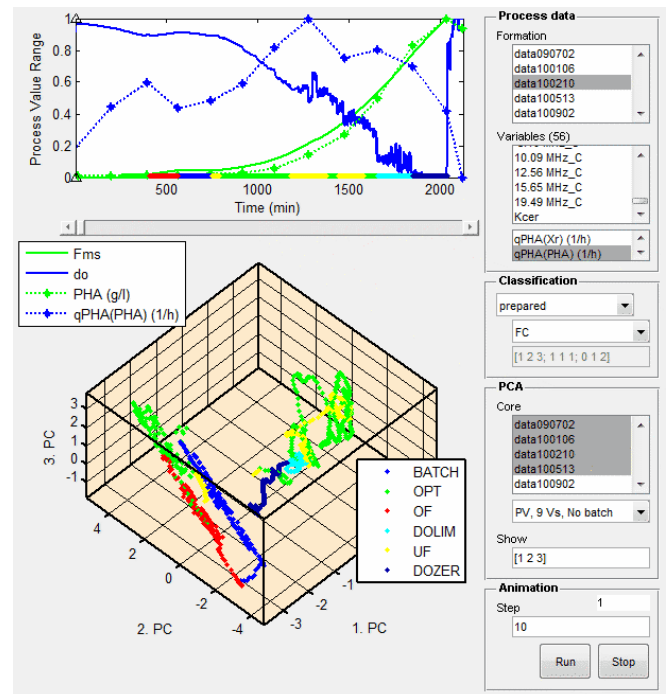 Process Value Range
1
0.8
0.6
0.4
0.2
0
500
1000
1500
2000
Time (min)
Fms
do
PHA (g/l)
qPHA(PHA) (1/h)
3. PC
3
2
1
0
-1
4
2
0
-2
-4
2. PC
-3
-2
-1
1. PC
BATCH
OPT
OF
DOLIM
UF
DOZER
Process data
Formation
data090702
data100106
data100210
data100513
data100902
Variables (56)
10.09 MHz_C
12.56 MHz_C
15.65 MHz_C
19.49 MHz_C
Kcer
qPHA(Xr) (1/h)
qPHA(PHA) (1/h)
Classification
prepared
FC
[1 2 3; 1 1 1; 0 1 2]
PCA
Core
data090702
data100106
data100210
data100513
data100902
PV, 9 Vs, No batch
Show
[1 2 3]
Animation
Step
1
10
Run
Stop